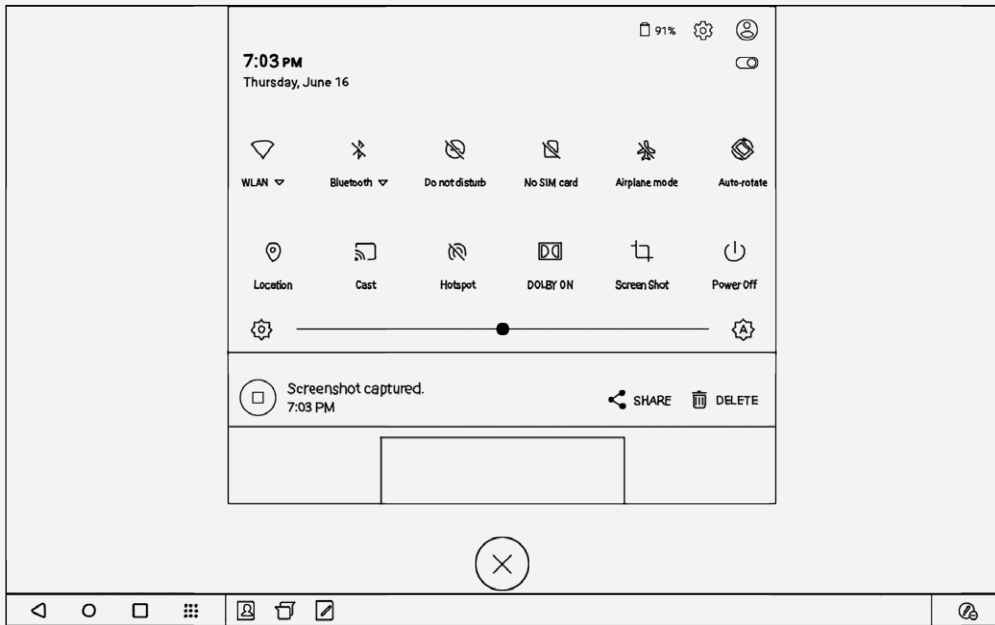 91%
7:03 PM
Thursday, June 16
WLAN Bluetooth Do not disturb No SIM card Airplane mode Auto-rotate
Location Cast Hotspot DOLBY ON Screen Shot Power Off
A
Screenshot captured.
7:03 PM
SHARE DELETE